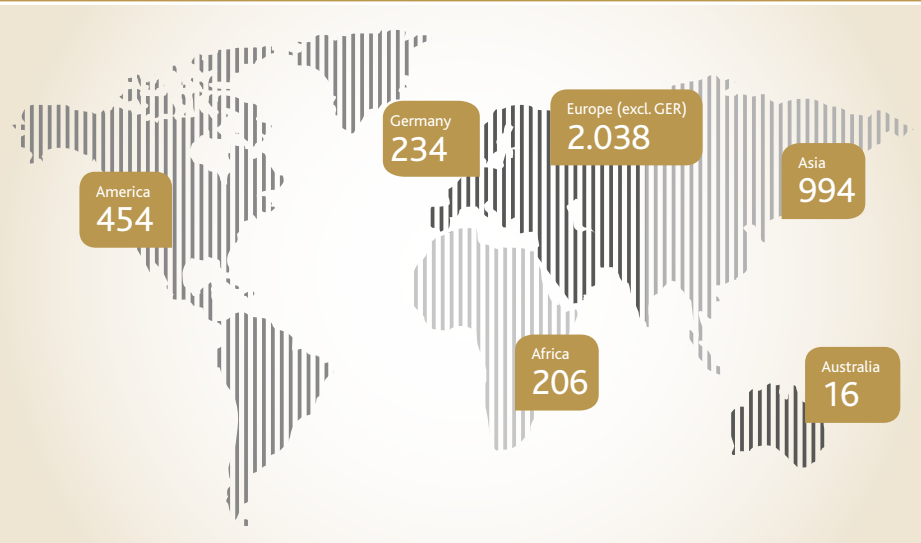 Germany
234
Europe (excl. GER)
2.038
Asia
994
America
454
Africa
206
Australia
16